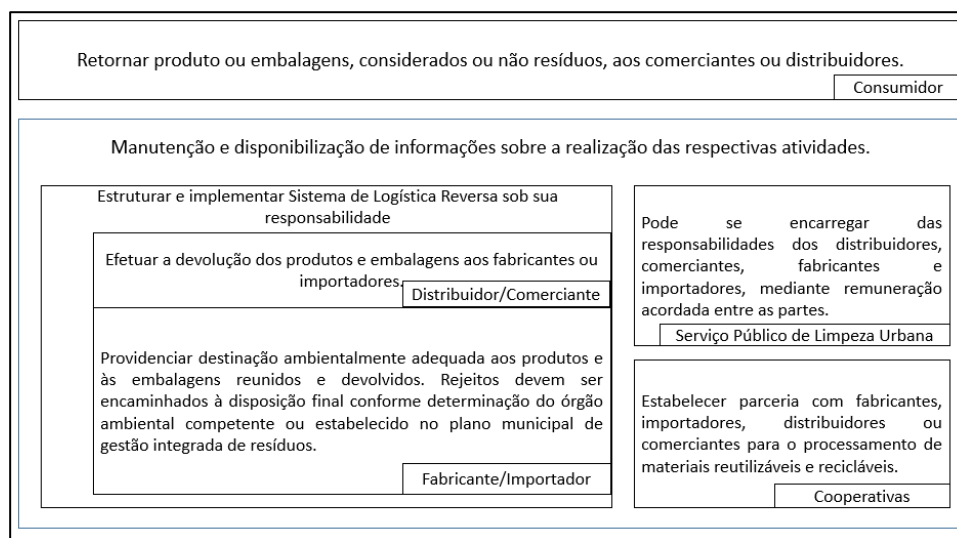 Retornar produto ou embalagens, considerados ou não resíduos, aos comerciantes ou distribuidores.
Consumidor
Manutenção e disponibilização de informações sobre a realização das respectivas atividades.
Estruturar e implementar Sistema de Logística Reversa sob sua
responsabilidade
Efetuar a devolução dos produtos e embalagens aos fabricantes ou
importadores.
Distribuidor/Comerciante
Providenciar destinação ambientalmente adequada aos produtos e
às embalagens reunidos e devolvidos. Rejeitos devem ser
encaminhados à disposição final conforme determinação do órgão
ambiental competente ou estabelecido no plano municipal de
gestão integrada de resíduos.
Fabricante/Importador
Pode se encarregar das
responsabilidades dos distribuidores,
comerciantes, fabricantes e
importadores, mediante remuneração
acordada entre as partes.
Serviço Público de Limpeza Urbana
Estabelecer parceria com fabricantes,
importadores, distribuidores ou
comerciantes para o processamento de
materiais reutilizáveis e recicláveis.
Cooperativas